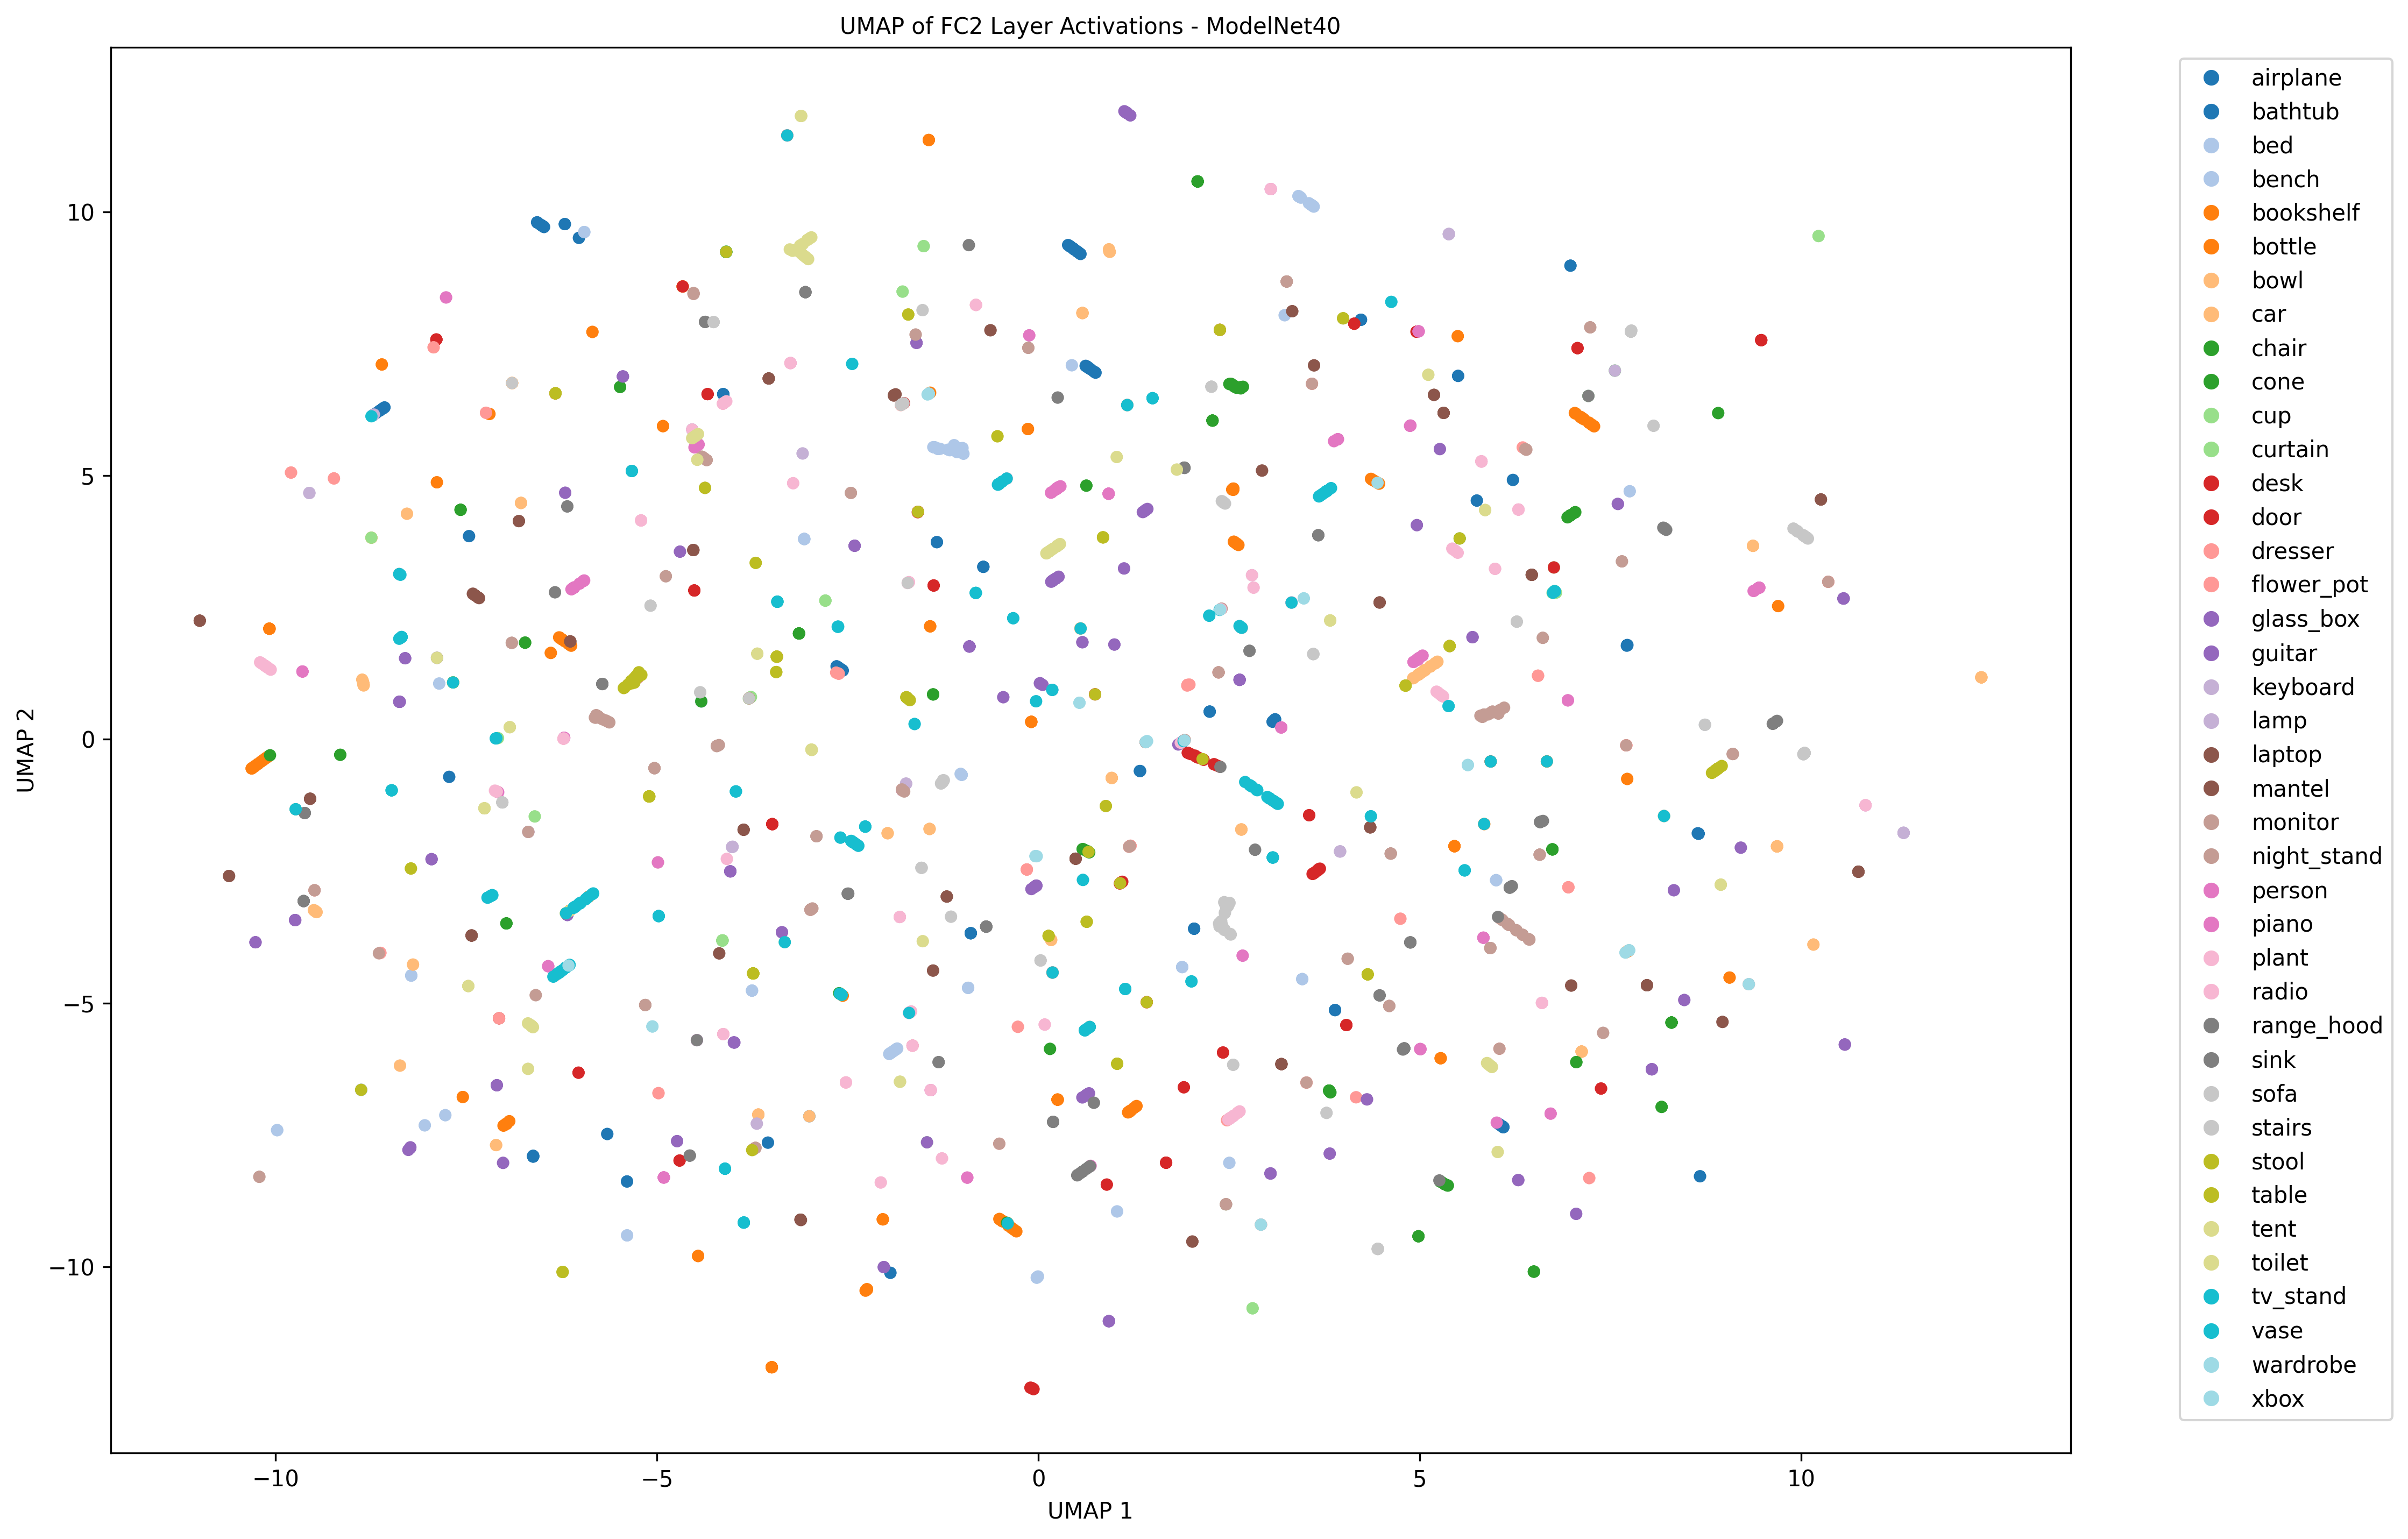 UMAP of FC2 Layer Activations - ModelNet40
10
5
0
−5
−10
UMAP 2
−10
−5
0
5
10
UMAP 1
airplane
bathtub
bed
bench
bookshelf
bottle
bowl
car
chair
cone
cup
curtain
desk
door
dresser
flower_pot
glass_box
guitar
keyboard
lamp
laptop
mantel
monitor
night_stand
person
piano
plant
radio
range_hood
sink
sofa
stairs
stool
table
tent
toilet
tv_stand
vase
wardrobe
xbox